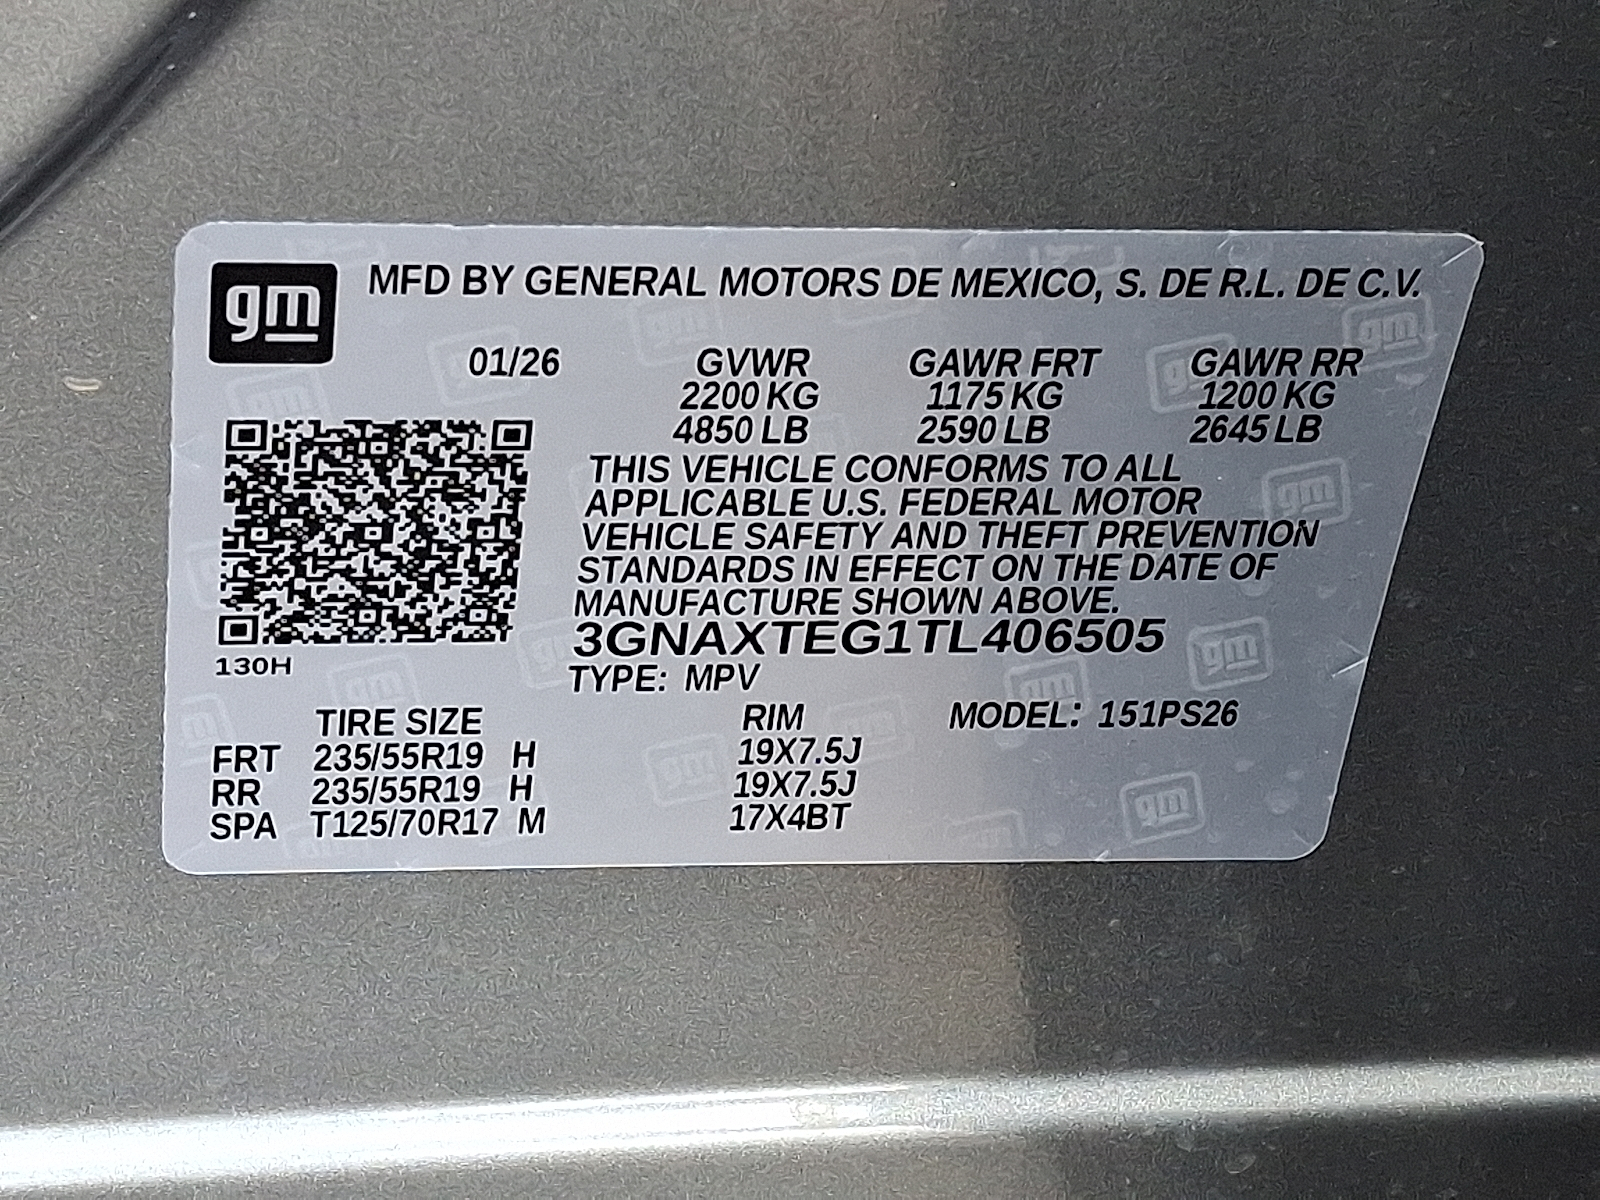 gm
MFD BY GENERAL MOTORS DE MEXICO, S. DE R.L. DE C.V.
01/26 GVWR GAWR FRT GAWR RR
2200 KG 1175 KG 1200 KG
4850 LB 2590 LB 2645 LB
THIS VEHICLE CONFORMS TO ALL
APPLICABLE U.S. FEDERAL MOTOR
VEHICLE SAFETY AND THEFT PREVENTION
STANDARDS IN EFFECT ON THE DATE OF
MANUFACTURE SHOWN ABOVE.
3GNAXTEG1TL406505
130H
TYPE: MPV
TIRE SIZE RIM MODEL: 151PS26
FRT 235/55R19 H 19X7.5J
RR 235/55R19 H 19X7.5J
SPA T125/70R17 M 17X4BT